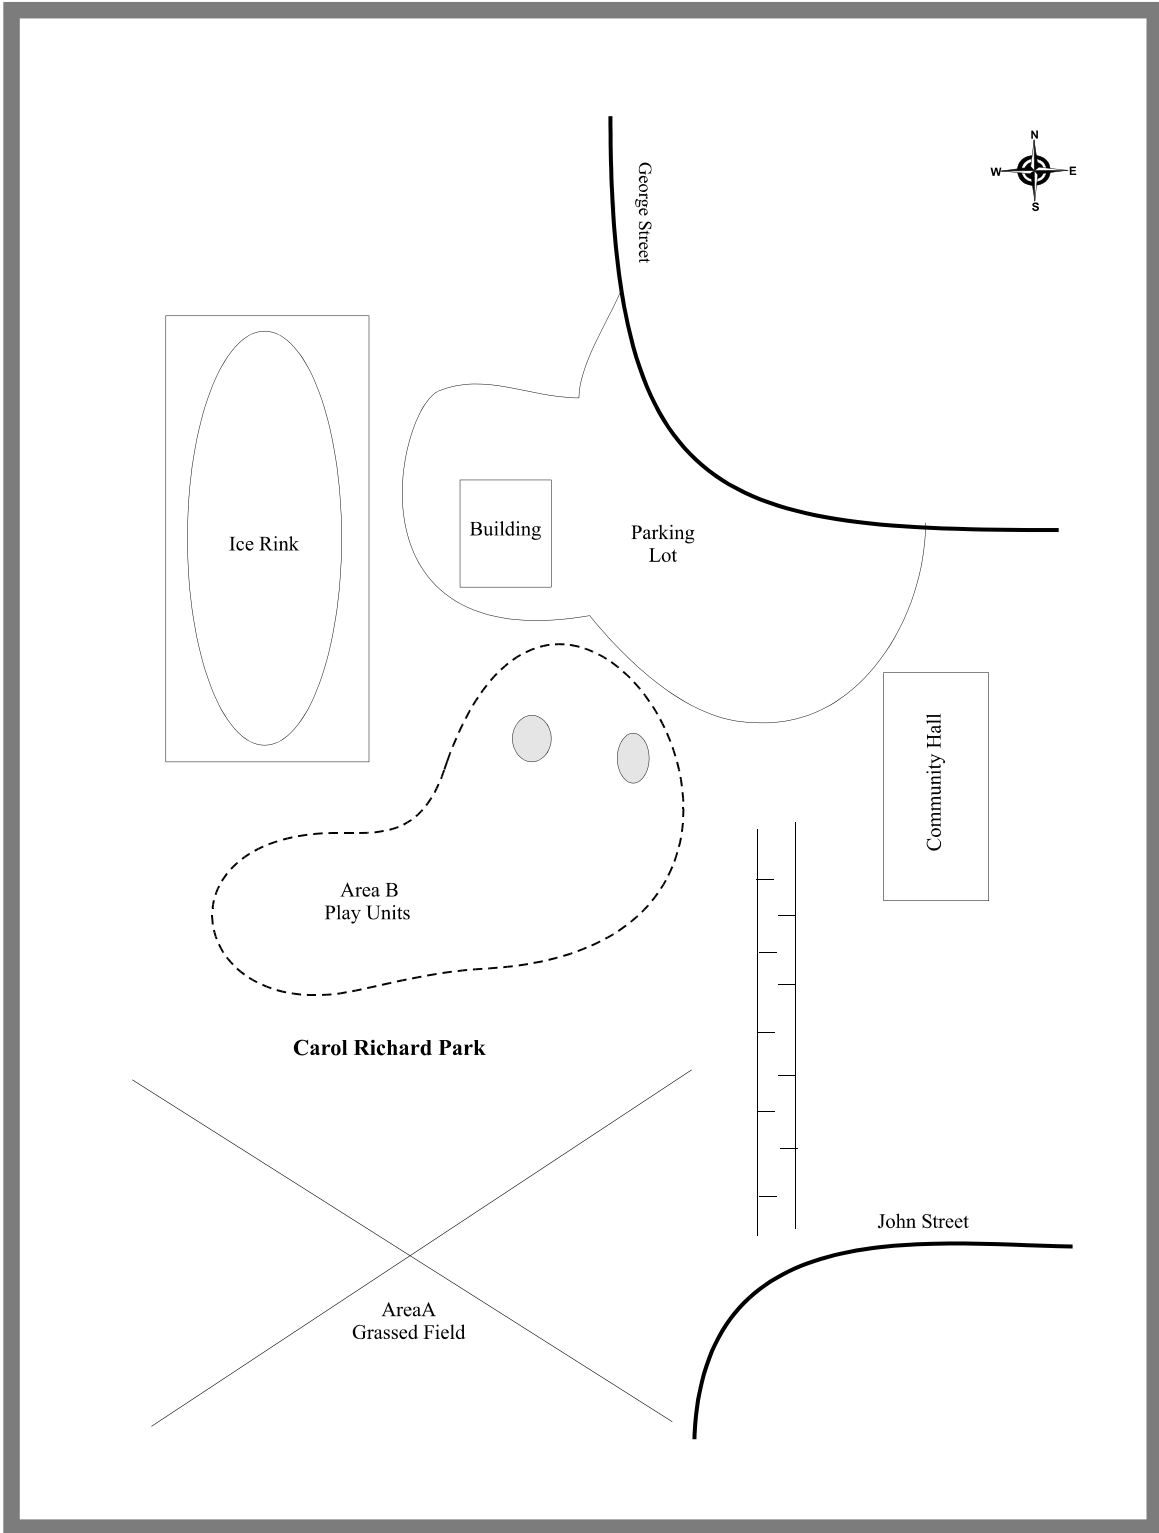 N
W
E
S
George Street
Ice Rink
Building
Parking
Lot
Community Hall
Area B
Play Units
Carol Richard Park
John Street
AreaA
Grassed Field